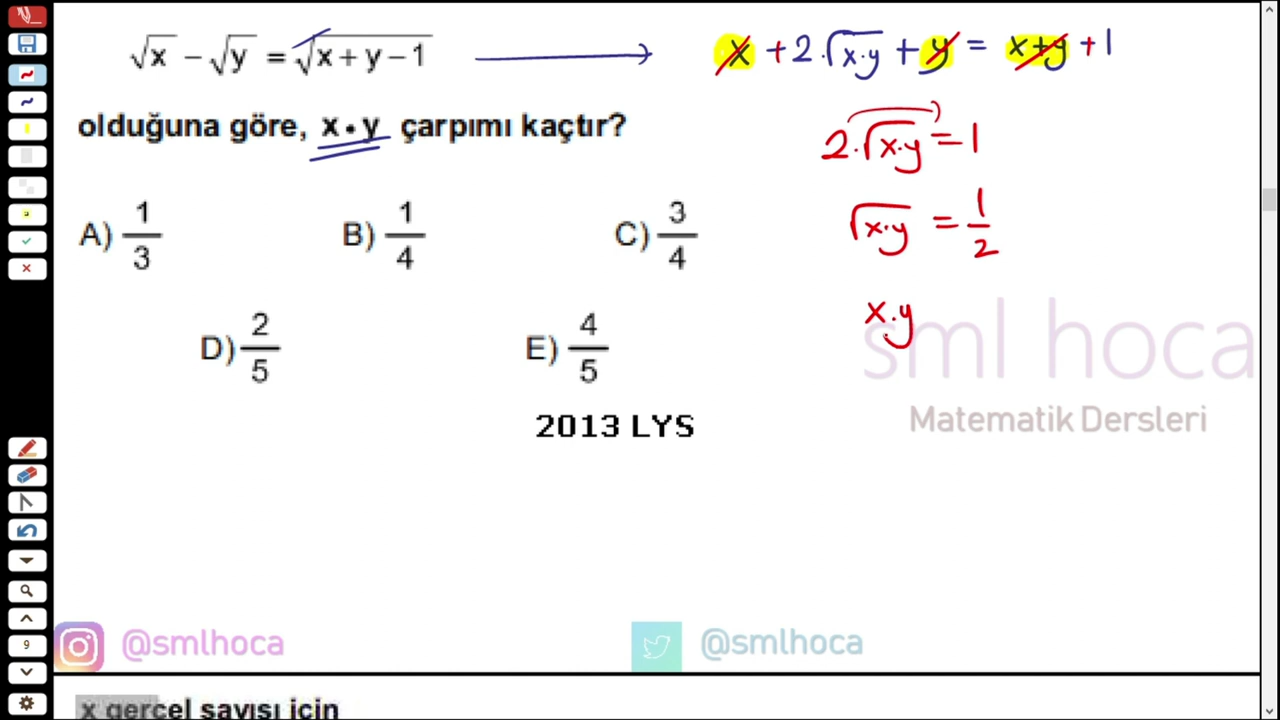 √x − √y = √x + y − 1 → x + 2.√x.y + y = x+y + 1
olduğuna göre, x • y çarpımı kaçtır?
2.√x.y = 1
√x.y = 1/2
A) 1/3 B) 1/4 C) 3/4
x.y
D) 2/5 E) 4/5
sml hoca
Matematik Dersleri
2013 LYS
9
@smlhoca @smlhoca
x gerçel sayısı için